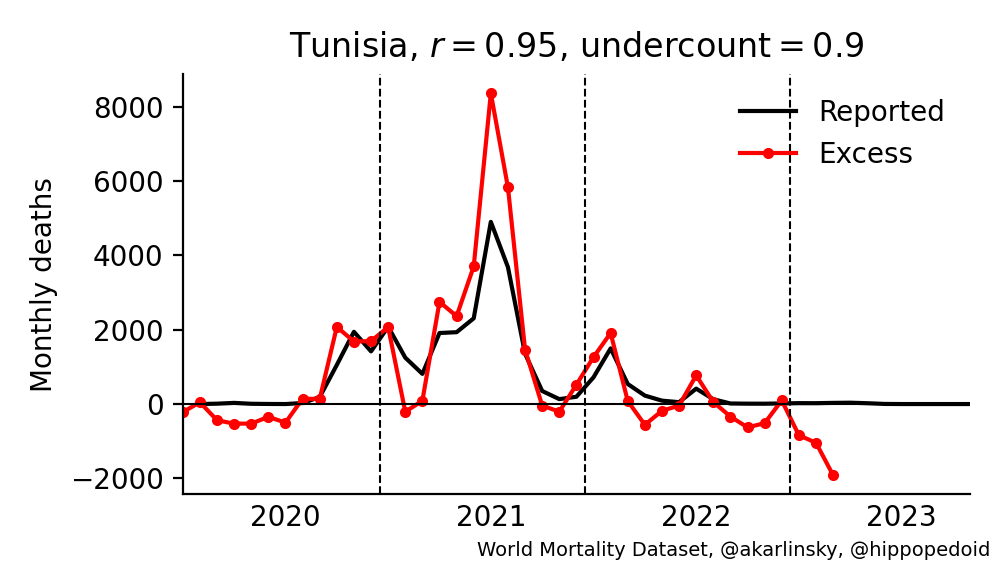 Tunisia, r = 0.95, undercount = 0.9
Reported
Excess
Monthly deaths
8000
6000
4000
2000
0
−2000
2020 2021 2022 2023
World Mortality Dataset, @akarlinsky, @hippopedoid